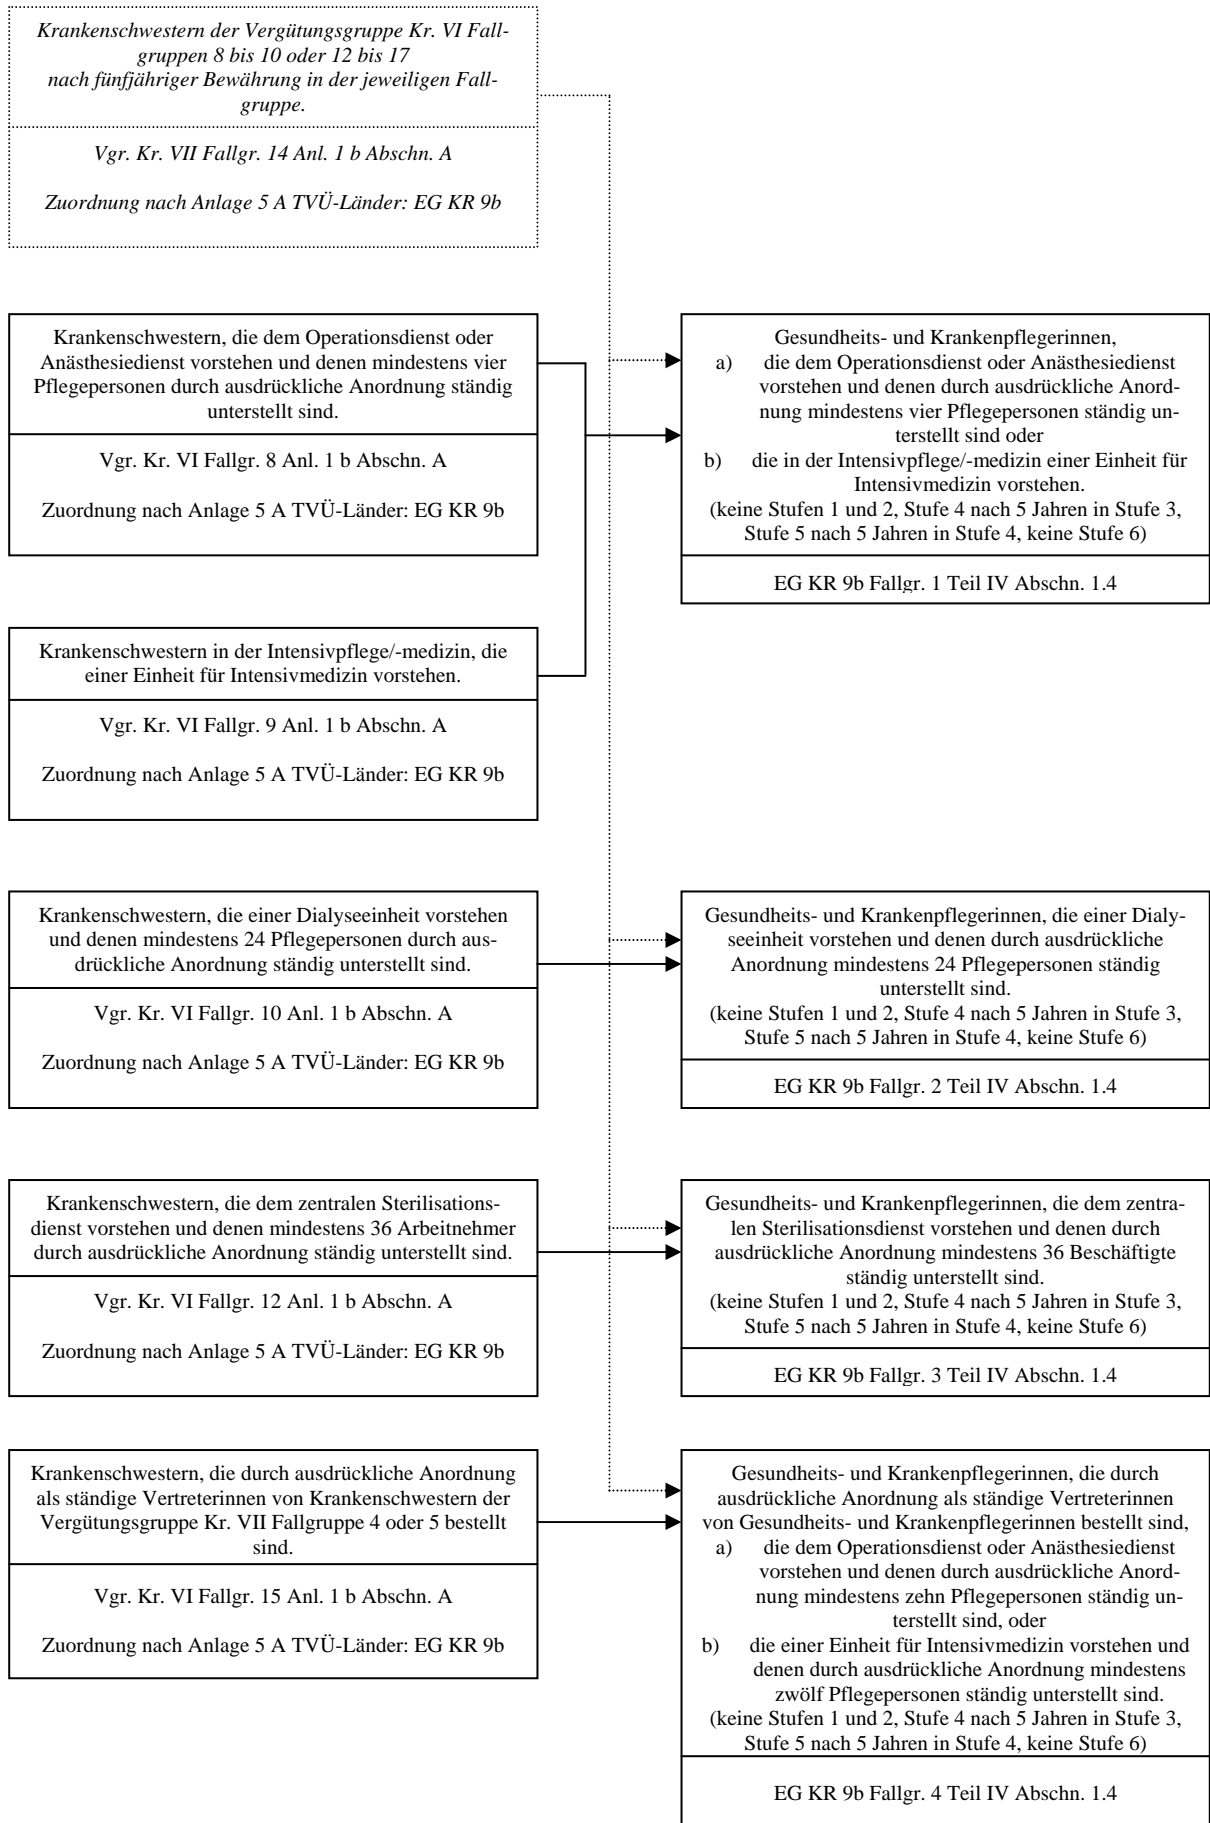 Krankenschwestern der Vergütungsgruppe Kr. VI Fall-
gruppen 8 bis 10 oder 12 bis 17
nach fünfjähriger Bewährung in der jeweiligen Fall-
gruppe.
Vgr. Kr. VII Fallgr. 14 Anl. 1 b Abschn. A
Zuordnung nach Anlage 5 A TVÜ-Länder: EG KR 9b
Krankenschwestern, die dem Operationsdienst oder
Anästhesiedienst vorstehen und denen mindestens vier
Pflegepersonen durch ausdrückliche Anordnung ständig
unterstellt sind.
Vgr. Kr. VI Fallgr. 8 Anl. 1 b Abschn. A
Zuordnung nach Anlage 5 A TVÜ-Länder: EG KR 9b
Gesundheits- und Krankenpflegerinnen,
a) die dem Operationsdienst oder Anästhesiedienst
vorstehen und denen durch ausdrückliche Anord-
nung mindestens vier Pflegepersonen ständig un-
terstellt sind oder
b) die in der Intensivpflege/-medizin einer Einheit für
Intensivmedizin vorstehen.
(keine Stufen 1 und 2, Stufe 4 nach 5 Jahren in Stufe 3,
Stufe 5 nach 5 Jahren in Stufe 4, keine Stufe 6)
EG KR 9b Fallgr. 1 Teil IV Abschn. 1.4
Krankenschwestern in der Intensivpflege/-medizin, die
einer Einheit für Intensivmedizin vorstehen.
Vgr. Kr. VI Fallgr. 9 Anl. 1 b Abschn. A
Zuordnung nach Anlage 5 A TVÜ-Länder: EG KR 9b
Krankenschwestern, die einer Dialyseeinheit vorstehen
und denen mindestens 24 Pflegepersonen durch aus-
drückliche Anordnung ständig unterstellt sind.
Vgr. Kr. VI Fallgr. 10 Anl. 1 b Abschn. A
Zuordnung nach Anlage 5 A TVÜ-Länder: EG KR 9b
Gesundheits- und Krankenpflegerinnen, die einer Dialy-
seeinheit vorstehen und denen durch ausdrückliche
Anordnung mindestens 24 Pflegepersonen ständig
unterstellt sind.
(keine Stufen 1 und 2, Stufe 4 nach 5 Jahren in Stufe 3,
Stufe 5 nach 5 Jahren in Stufe 4, keine Stufe 6)
EG KR 9b Fallgr. 2 Teil IV Abschn. 1.4
Krankenschwestern, die dem zentralen Sterilisations-
dienst vorstehen und denen mindestens 36 Arbeitnehmer
durch ausdrückliche Anordnung ständig unterstellt sind.
Vgr. Kr. VI Fallgr. 12 Anl. 1 b Abschn. A
Zuordnung nach Anlage 5 A TVÜ-Länder: EG KR 9b
Gesundheits- und Krankenpflegerinnen, die dem zentra-
len Sterilisationsdienst vorstehen und denen durch
ausdrückliche Anordnung mindestens 36 Beschäftigte
ständig unterstellt sind.
(keine Stufen 1 und 2, Stufe 4 nach 5 Jahren in Stufe 3,
Stufe 5 nach 5 Jahren in Stufe 4, keine Stufe 6)
EG KR 9b Fallgr. 3 Teil IV Abschn. 1.4
Krankenschwestern, die durch ausdrückliche Anordnung
als ständige Vertreterinnen von Krankenschwestern der
Vergütungsgruppe Kr. VII Fallgruppe 4 oder 5 bestellt
sind.
Vgr. Kr. VI Fallgr. 15 Anl. 1 b Abschn. A
Zuordnung nach Anlage 5 A TVÜ-Länder: EG KR 9b
Gesundheits- und Krankenpflegerinnen, die durch
ausdrückliche Anordnung als ständige Vertreterinnen
von Gesundheits- und Krankenpflegerinnen bestellt sind,
a) die dem Operationsdienst oder Anästhesiedienst
vorstehen und denen durch ausdrückliche Anord-
nung mindestens zehn Pflegepersonen ständig un-
terstellt sind, oder
b) die einer Einheit für Intensivmedizin vorstehen und
denen durch ausdrückliche Anordnung mindestens
zwölf Pflegepersonen ständig unterstellt sind.
(keine Stufen 1 und 2, Stufe 4 nach 5 Jahren in Stufe 3,
Stufe 5 nach 5 Jahren in Stufe 4, keine Stufe 6)
EG KR 9b Fallgr. 4 Teil IV Abschn. 1.4